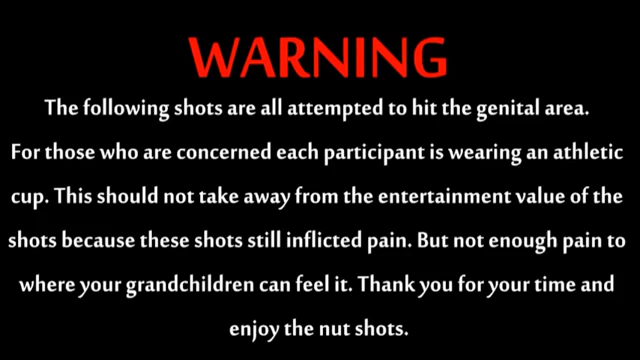 WARNING
The following shots are all attempted to hit the genital area.
For those who are concerned each participant is wearing an athletic
cup. This should not take away from the entertainment value of the
shots because these shots still inflicted pain. But not enough pain to
where your grandchildren can feel it. Thank you for your time and
enjoy the nut shots.